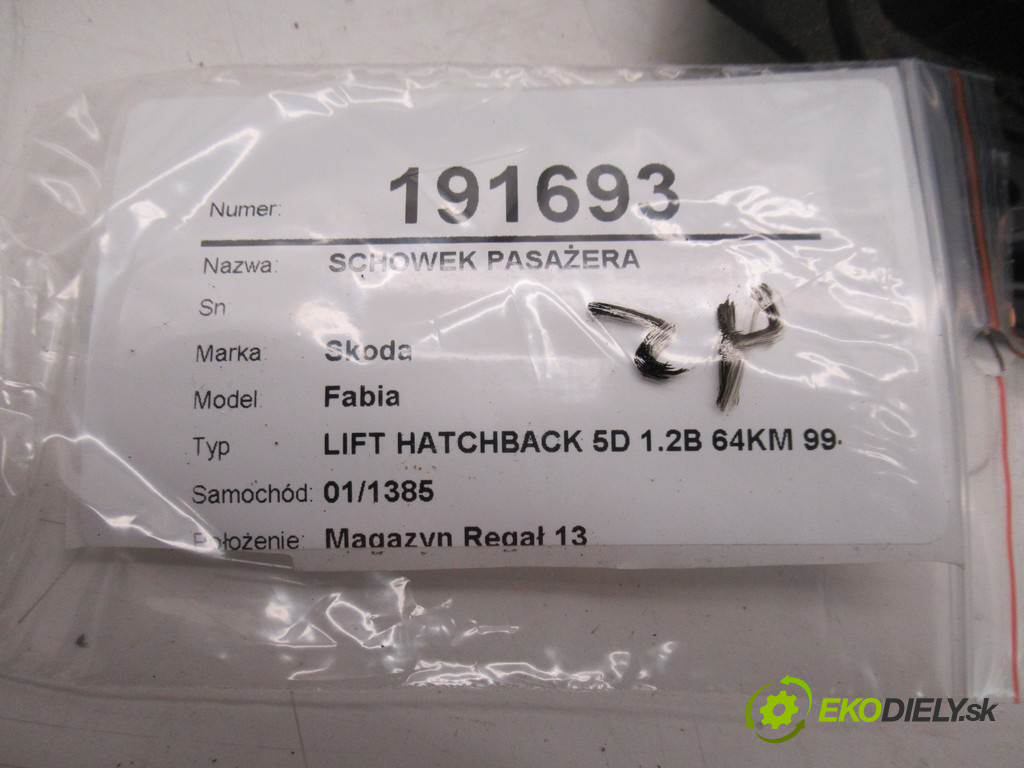 Numer: 191693
Nazwa: SCHOWEK PASAŻERA
Sn
Marka Skoda
Model: Fabia
Typ LIFT HATCHBACK 5D 1.2B 64KM 99-
Samochód: 01/1385
Położenie: Magazyn Regał 13
EKODIELY.sk